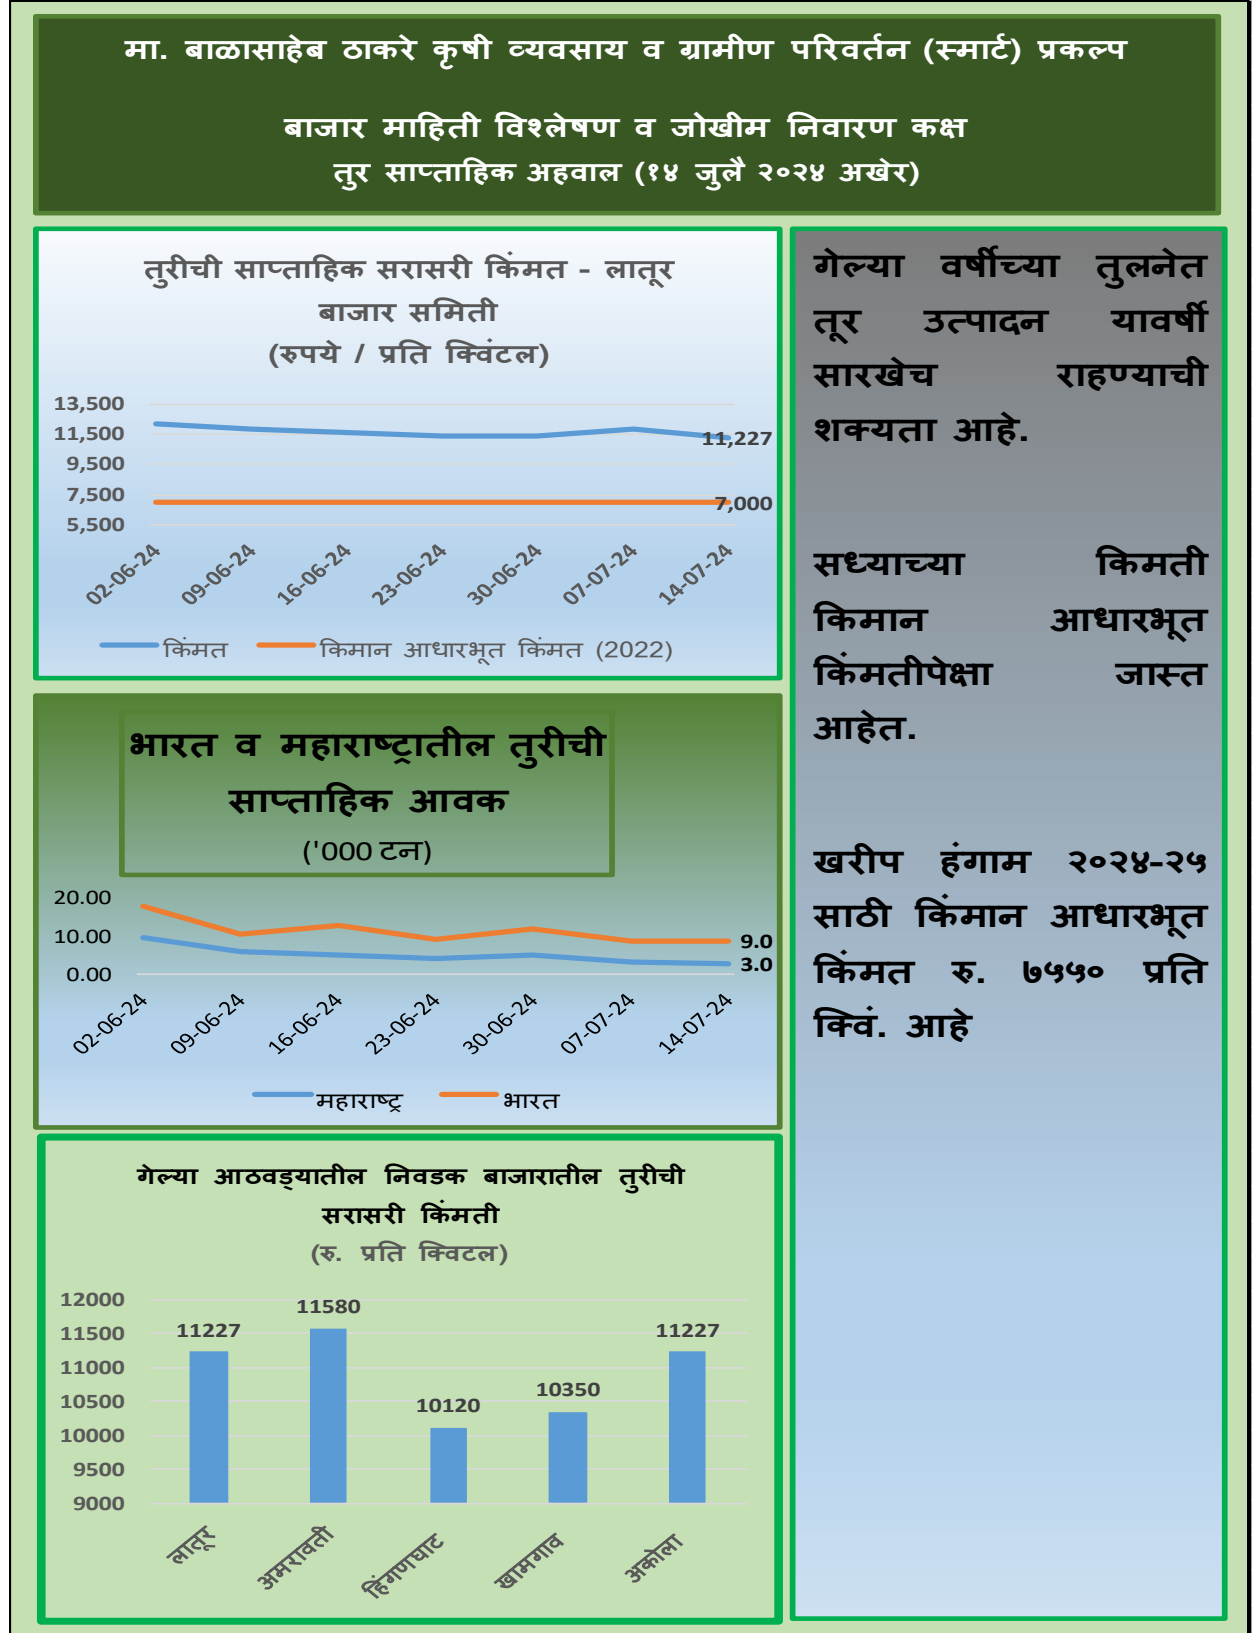 मा. बाळासाहेब ठाकरे कृषी व्यवसाय व ग्रामीण परिवर्तन (स्मार्ट) प्रकल्प
बाजार माहिती विश्लेषण व जोखीम निवारण कक्ष
तुर साप्ताहिक अहवाल (१४ जुलै २०२४ अखेर)
तुरीची साप्ताहिक सरासरी किंमत - लातूर
बाजार समिती
(रुपये / प्रति क्विंटल)
13,500
11,500
9,500
7,500
5,500
11,227
7,000
02-06-24
09-06-24
16-06-24
23-06-24
30-06-24
07-07-24
14-07-24
किंमत
किमान आधारभूत किंमत (2022)
भारत व महाराष्ट्रातील तुरीची
साप्ताहिक आवक
('000 टन)
20.00
10.00
0.00
9.0
3.0
02-06-24
09-06-24
16-06-24
23-06-24
30-06-24
07-07-24
14-07-24
महाराष्ट्र
भारत
गेल्या आठवड्यातील निवडक बाजारातील तुरीची
सरासरी किंमती
(रु. प्रति क्विटल)
12000
11500
11000
10500
10000
9500
9000
11227
11580
10120
10350
11227
लातूर
अमरावती
हिंगणघाट
खामगाव
अकोला
गेल्या वर्षीच्या तुलनेत
तूर उत्पादन यावर्षी
सारखेच राहण्याची
शक्यता आहे.
सध्याच्या किमती
किमान आधारभूत
किंमतीपेक्षा जास्त
आहेत.
खरीप हंगाम २०२४-२५
साठी किंमान आधारभूत
किंमत रु. ७५५० प्रति
क्विं. आहे